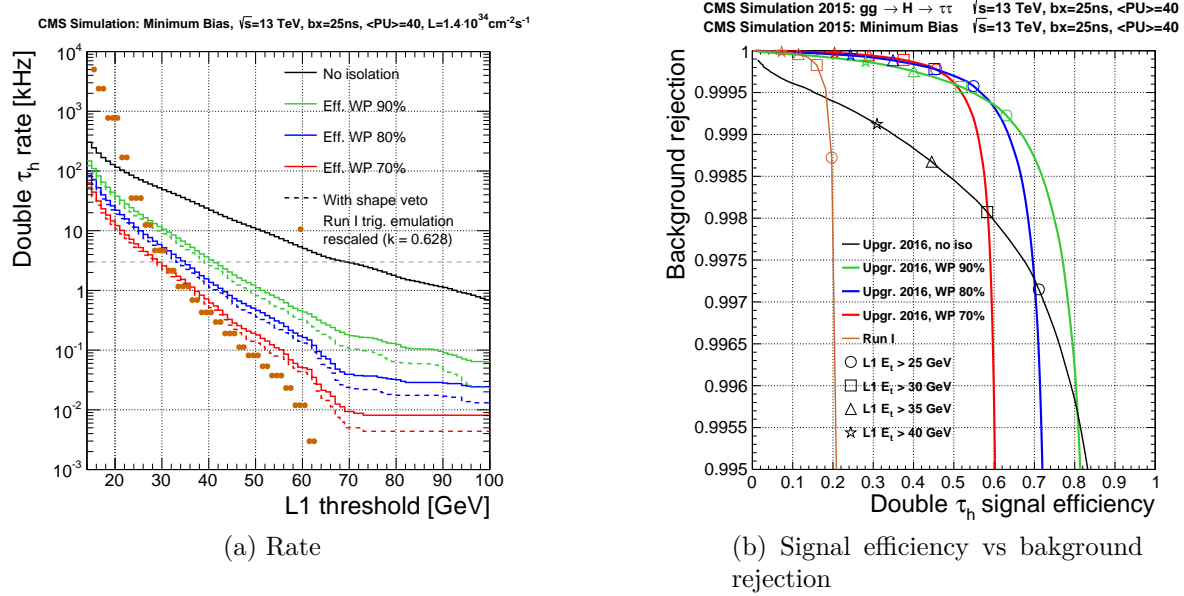 CMS Simulation: Minimum Bias, √s=13 TeV, bx=25ns, <PU>=40, L=1.4·10³⁴cm⁻²s⁻¹
Double τₕ rate [kHz]
10⁴
10³
10²
10
1
10⁻¹
10⁻²
10⁻³
No isolation
Eff. WP 90%
Eff. WP 80%
Eff. WP 70%
With shape veto
Run I trig. emulation
rescaled (k = 0.628)
20 30 40 50 60 70 80 90 100
L1 threshold [GeV]
(a) Rate
CMS Simulation 2015: gg → H → ττ √s=13 TeV, bx=25ns, <PU>=40
CMS Simulation 2015: Minimum Bias √s=13 TeV, bx=25ns, <PU>=40
Background rejection
1
0.9995
0.999
0.9985
0.998
0.9975
0.997
0.9965
0.996
0.9955
0.995
Upgr. 2016, no iso
Upgr. 2016, WP 90%
Upgr. 2016, WP 80%
Upgr. 2016, WP 70%
Run I
L1 Eₜ > 25 GeV
L1 Eₜ > 30 GeV
L1 Eₜ > 35 GeV
L1 Eₜ > 40 GeV
0 0.1 0.2 0.3 0.4 0.5 0.6 0.7 0.8 0.9 1
Double τₕ signal efficiency
(b) Signal efficiency vs bakground
rejection